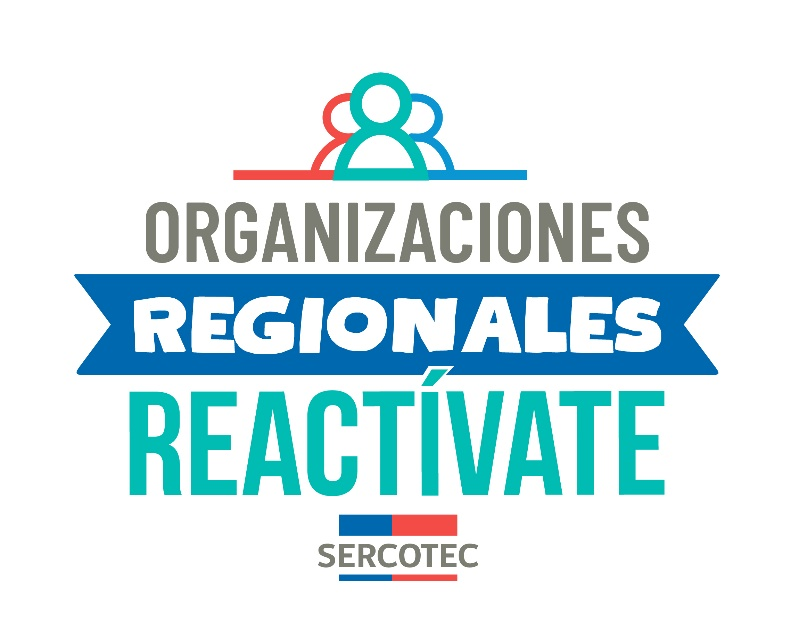 ORGANIZACIONES
REGIONALES
REACTÍVATE
SERCOTEC